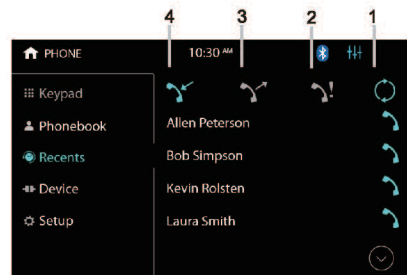 4 3 2 1
PHONE 10:30 AM
Keypad
Phonebook Allen Peterson
Recents Bob Simpson
Device Kevin Rolsten
Setup Laura Smith